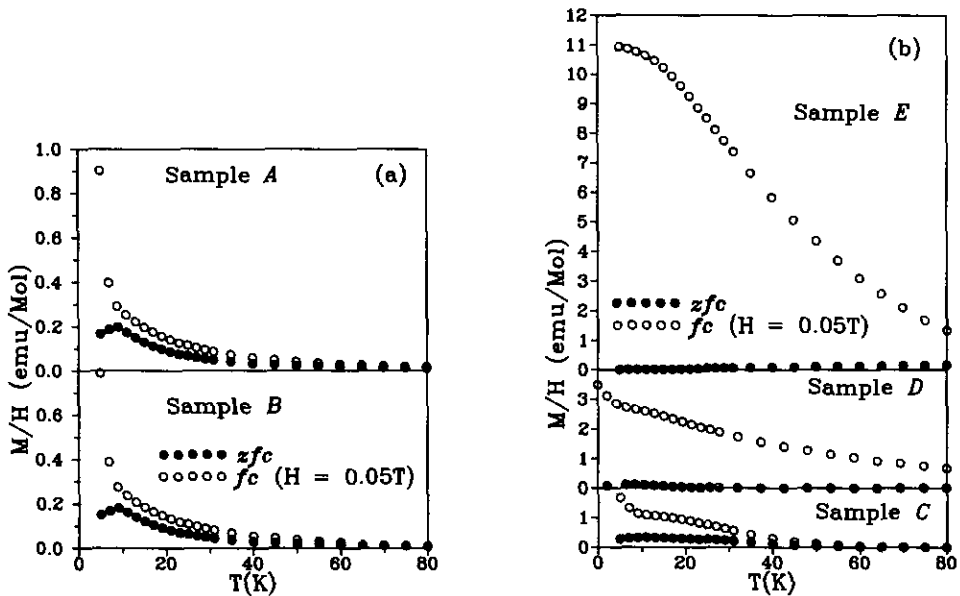 M/H (emu/Mol)
1.0
0.8
0.6
0.4
0.2
0.0
Sample A
(a)
0.6
0.4
0.2
0.0
Sample B
zfc
fc (H = 0.05T)
0 20 40 60 80
T(K)
M/H (emu/Mol)
12
11
10
9
8
7
6
5
4
3
2
1
0
(b)
Sample E
zfc
fc (H = 0.05T)
3
2
1
0
Sample D
1
0
Sample C
0 20 40 60 80
T(K)